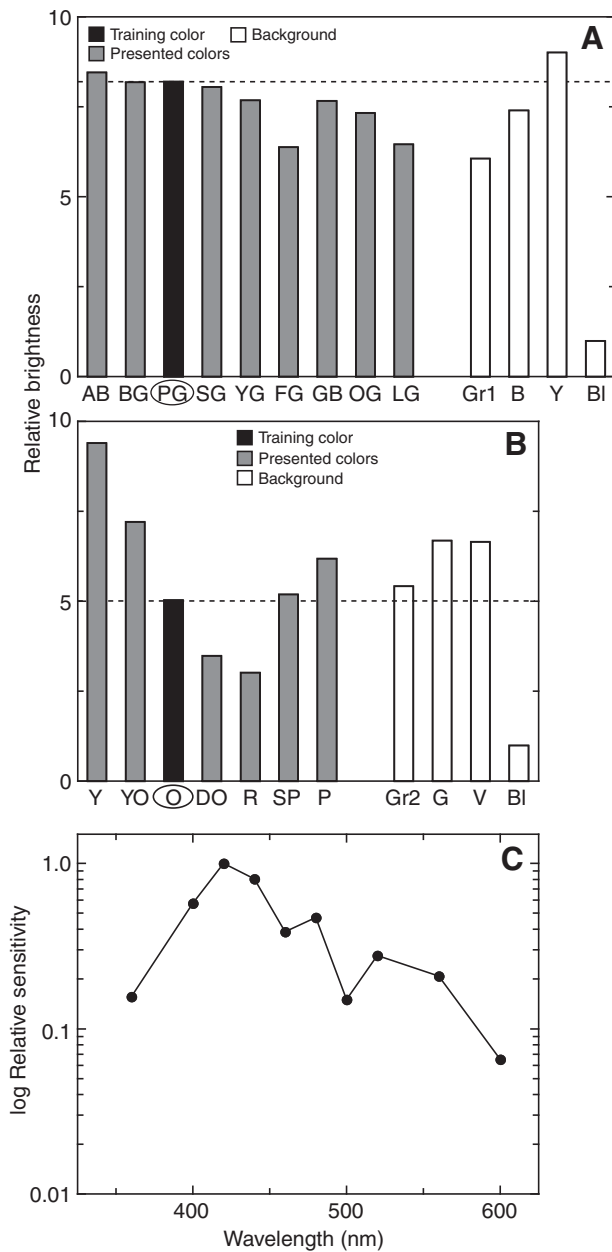 10
Training color
Background
Presented colors
A
5
0
AB BG PG SG YG FG GB OG LG Gr1 B Y Bl
Relative brightness
10
Training color
Presented colors
Background
B
5
0
Y YO O DO R SP P Gr2 G V Bl
C
1.0
0.1
0.01
log Relative sensitivity
400 500 600
Wavelength (nm)